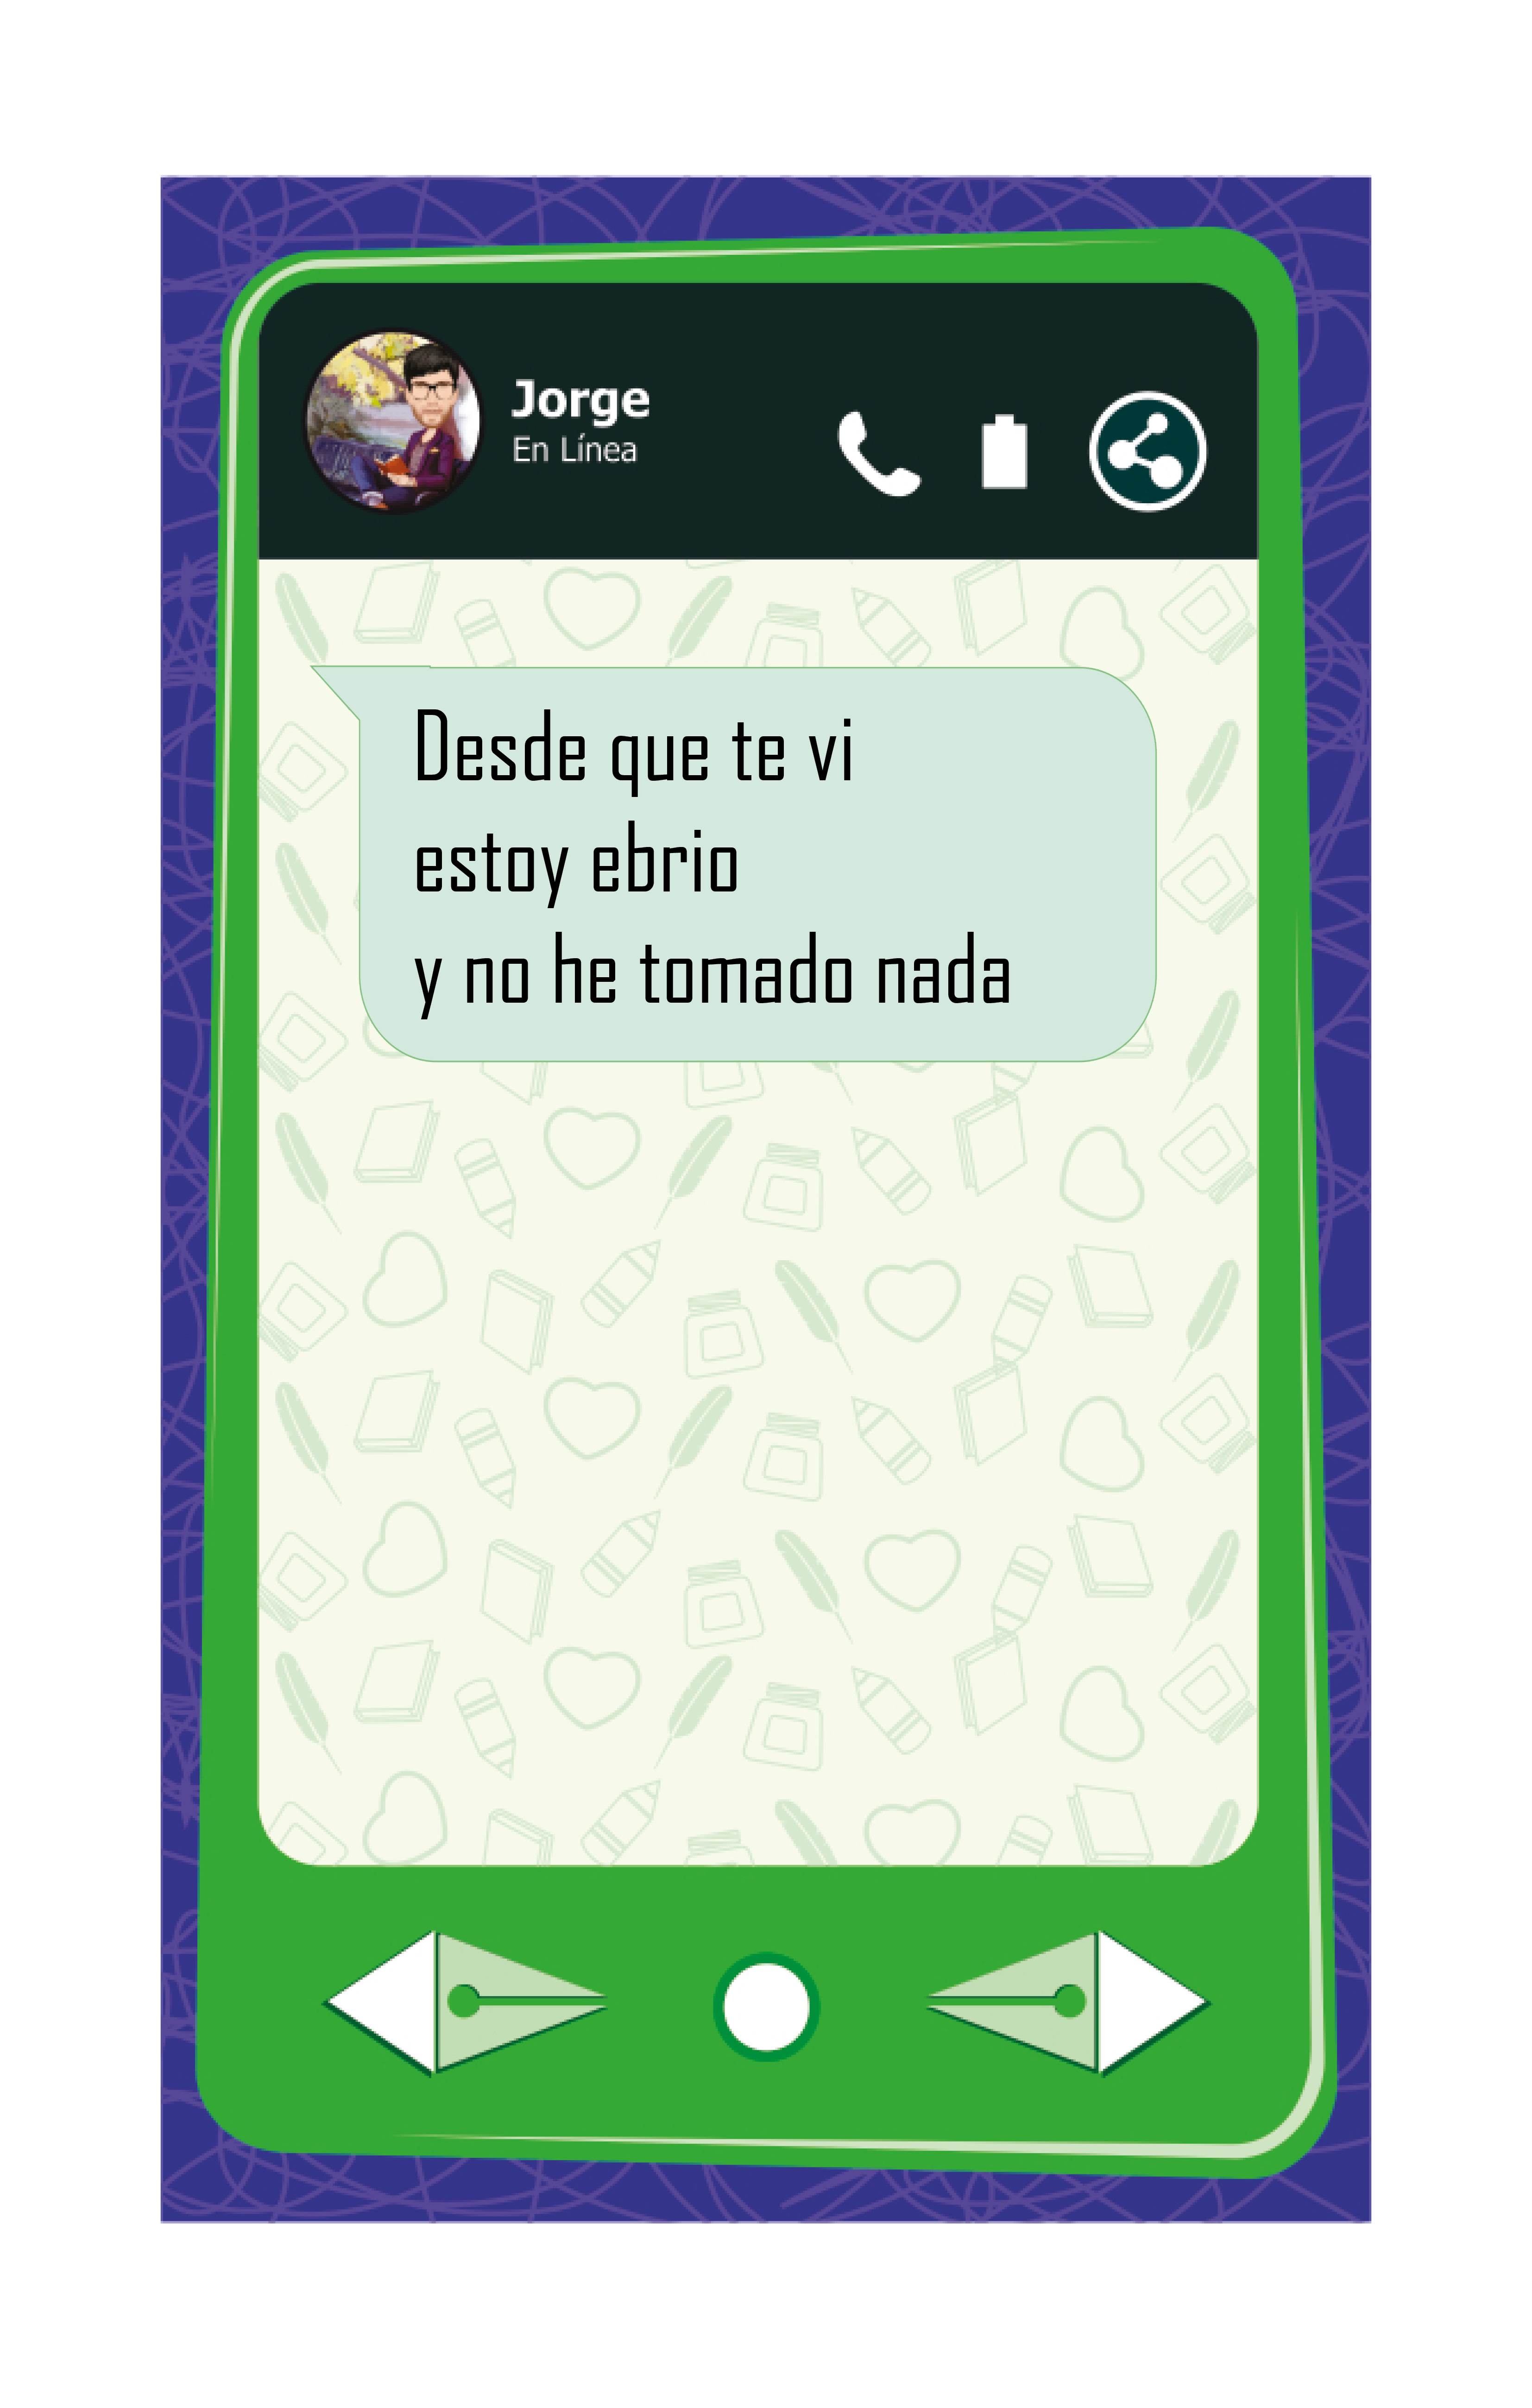 Jorge
En Línea
Desde que te vi
estoy ebrio
y no he tomado nada